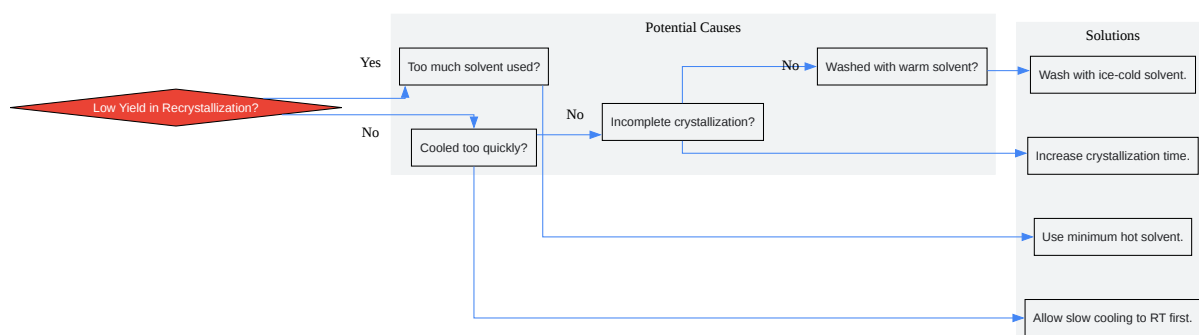 Potential Causes
Solutions
Yes
Too much solvent used?
No
Washed with warm solvent?
Wash with ice-cold solvent.
Low Yield in Recrystallization?
No
Incomplete crystallization?
No
Cooled too quickly?
Increase crystallization time.
Use minimum hot solvent.
Allow slow cooling to RT first.